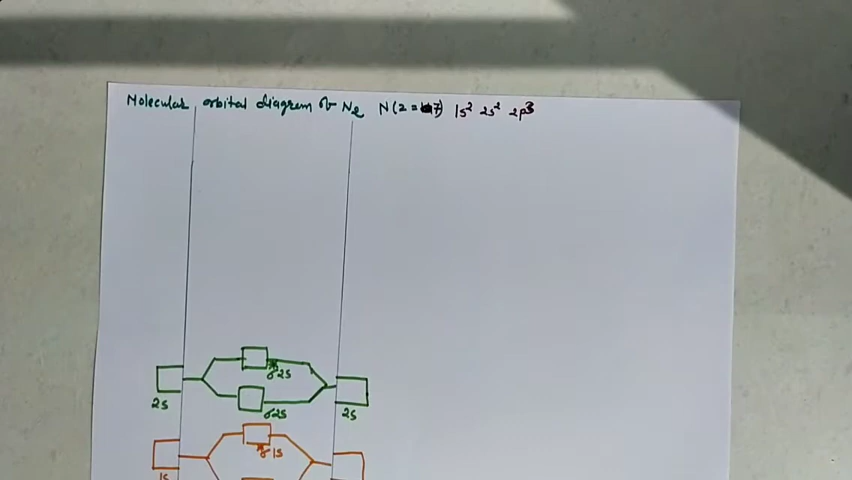 Molecular orbital diagram of N2 N(Z=7) 1s² 2s² 2p³
σ*2s
2s σ2s 2s
σ*1s
1s